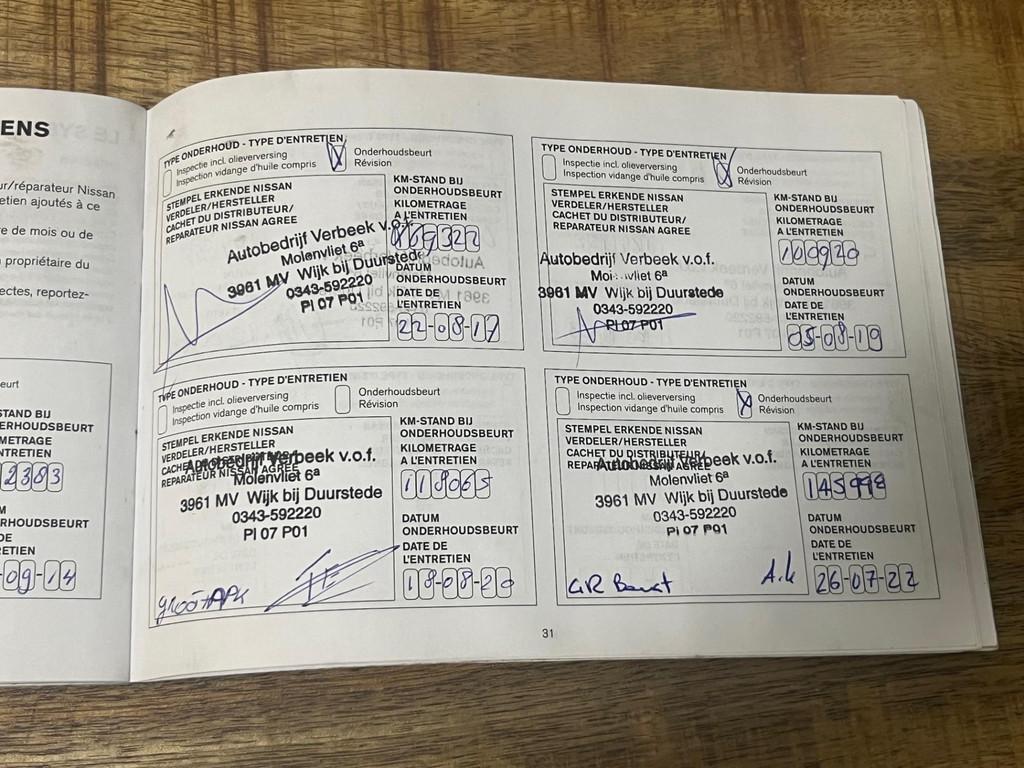 ENS
ur/réparateur Nissan
etien ajoutés à ce
e de mois ou de
propriétaire du
ectes, reportez-
eurt
STAND BIJ
ERHOUDSBEURT
METRAGE
NTRETIEN
2383
RHOUDSBEURT
DE
ETIEN
-09-14
TYPE ONDERHOUD - TYPE D'ENTRETIEN
Inspectie incl. olieverversing
Inspection vidange d'huile compris
X
Onderhoudsbeurt
Révision
STEMPEL ERKENDE NISSAN
VERDELER/HERSTELLER
CACHET DU DISTRIBUTEUR/
REPARATEUR NISSAN AGREE
Autobedrijf Verbeek v.o.f.
Molenvliet 6ª
3961 MV Wijk bij Duurstede
0343-592220
PI 07 P01
KM-STAND BIJ
ONDERHOUDSBEURT
KILOMETRAGE
A L'ENTRETIEN
DATUM
ONDERHOUDSBEURT
DATE DE
L'ENTRETIEN
22-08-17
TYPE ONDERHOUD - TYPE D'ENTRETIEN
Inspectie incl. olieverversing
Inspection vidange d'huile compris
X
Onderhoudsbeurt
Révision
STEMPEL ERKENDE NISSAN
VERDELER/HERSTELLER
CACHET DU DISTRIBUTEUR/
REPARATEUR NISSAN AGREE
Autobedrijf Verbeek v.o.f.
Molenvliet 6ª
3961 MV Wijk bij Duurstede
0343-592220
PI 07 P01
KM-STAND BIJ
ONDERHOUDSBEURT
KILOMETRAGE
A L'ENTRETIEN
100920
DATUM
ONDERHOUDSBEURT
DATE DE
L'ENTRETIEN
05-08-19
TYPE ONDERHOUD - TYPE D'ENTRETIEN
Inspectie incl. olieverversing
Inspection vidange d'huile compris
Onderhoudsbeurt
Révision
STEMPEL ERKENDE NISSAN
VERDELER/HERSTELLER
CACHET DU DISTRIBUTEUR/
REPARATEUR NISSAN AGREE
Autobedrijf Verbeek v.o.f.
Molenvliet 6ª
3961 MV Wijk bij Duurstede
0343-592220
PI 07 P01
groot+APK
KM-STAND BIJ
ONDERHOUDSBEURT
KILOMETRAGE
A L'ENTRETIEN
118065
DATUM
ONDERHOUDSBEURT
DATE DE
L'ENTRETIEN
18-08-20
TYPE ONDERHOUD - TYPE D'ENTRETIEN
Inspectie incl. olieverversing
Inspection vidange d'huile compris
X
Onderhoudsbeurt
Révision
STEMPEL ERKENDE NISSAN
VERDELER/HERSTELLER
CACHET DU DISTRIBUTEUR/
REPARATEUR NISSAN AGREE
Autobedrijf Verbeek v.o.f.
Molenvliet 6ª
3961 MV Wijk bij Duurstede
0343-592220
PI 07 P01
GR Beurt
A.k
KM-STAND BIJ
ONDERHOUDSBEURT
KILOMETRAGE
A L'ENTRETIEN
145998
DATUM
ONDERHOUDSBEURT
DATE DE
L'ENTRETIEN
26-07-22
31